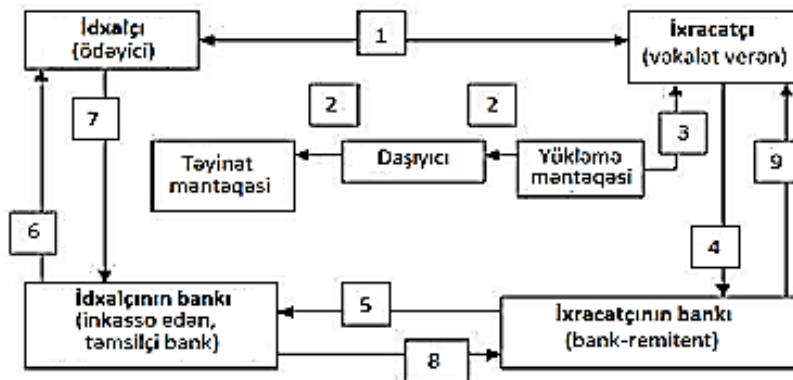 İdxalçı
(ödəyici)
1
İxracatçı
(vəkalət verən)
7
2
2
3
Təyinat
məntəqəsi
Daşıyıcı
Yükləmə
məntəqəsi
9
6
4
İdxalçının bankı
(inkasso edən,
təmsilçi bank)
5
İxracatçının bankı
(bank-remitent)
8